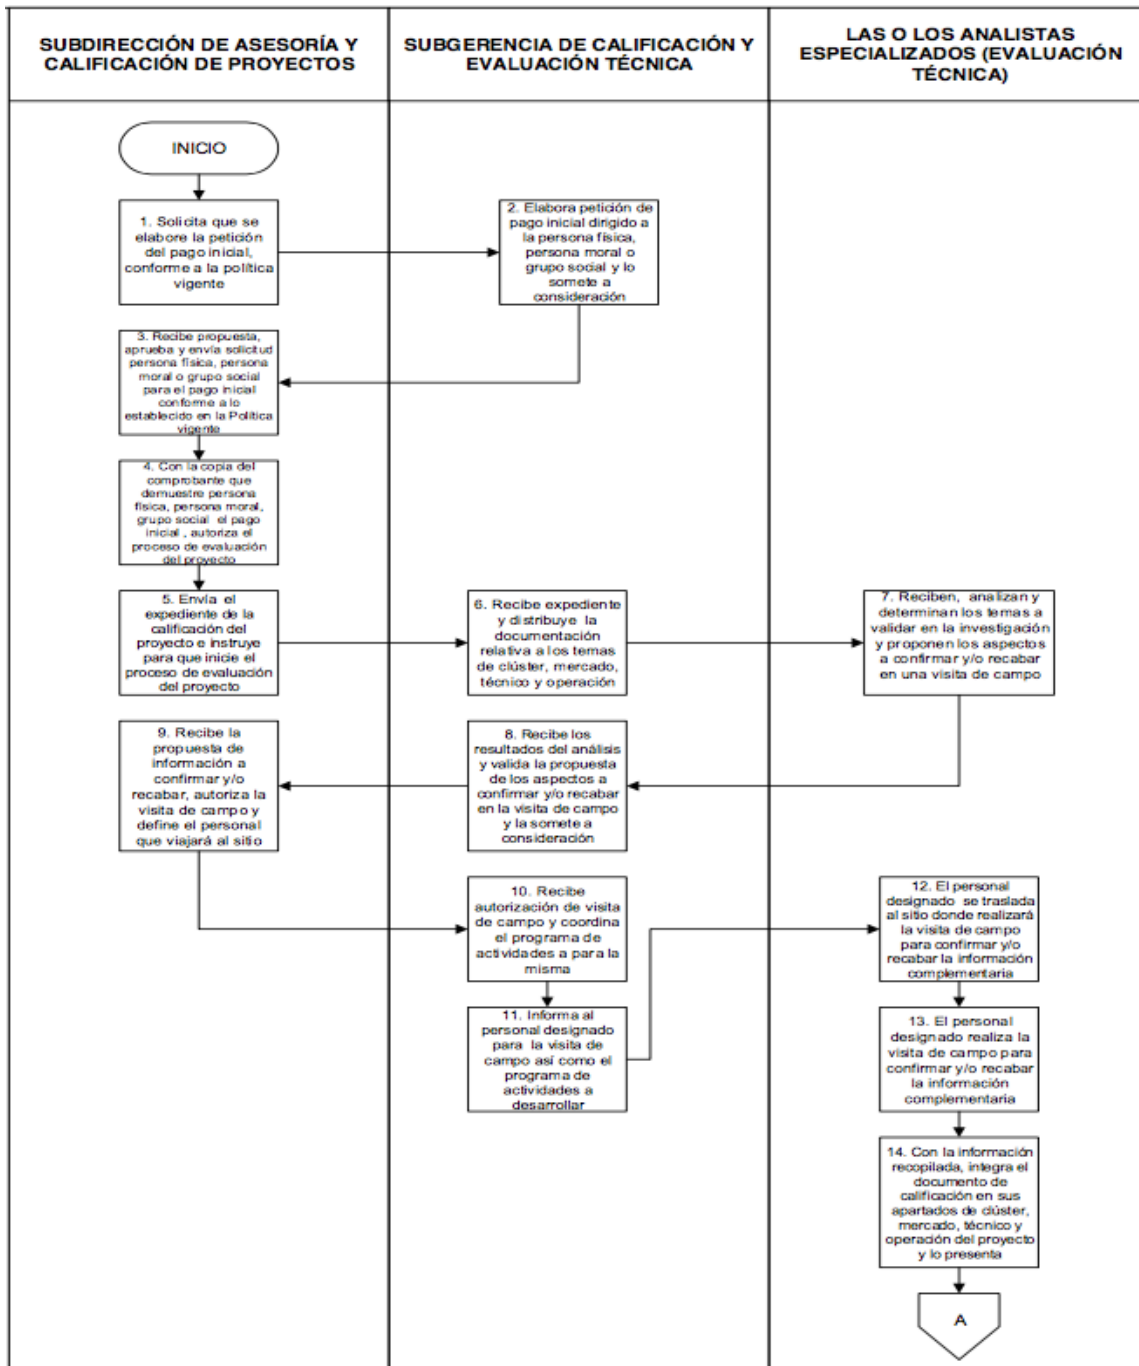 SUBDIRECCIÓN DE ASESORÍA Y
CALIFICACIÓN DE PROYECTOS
SUBGERENCIA DE CALIFICACIÓN Y
EVALUACIÓN TÉCNICA
LAS O LOS ANALISTAS
ESPECIALIZADOS (EVALUACIÓN
TÉCNICA)
INICIO
1. Solicita que se
elabore la petición
del pago inicial,
conforme a la política
vigente
2. Elabora petición de
pago inicial dirigido a
la persona física,
persona moral o
grupo social y lo
somete a
consideración
3. Recibe propuesta,
aprueba y envía solicitud
persona física, persona
moral o grupo social
para el pago inicial
conforme a lo
establecido en la Política
vigente
4. Con la copia del
comprobante que
demuestre persona
física, persona moral,
grupo social el pago
inicial , autoriza el
proceso de evaluación
del proyecto
5. Envía el
expediente de la
calificación del
proyecto e instruye
para que inicie el
proceso de evaluación
del proyecto
6. Recibe expediente
y distribuye la
documentación
relativa a los temas
de clúster, mercado,
técnico y operación
7. Reciben, analizan y
determinan los temas a
validar en la investigación
y proponen los aspectos
a confirmar y/o recabar
en una visita de campo
8. Recibe los
resultados del análisis
y valida la propuesta
de los aspectos a
confirmar y/o recabar
en la visita de campo
y la somete a
consideración
9. Recibe la
propuesta de
información a
confirmar y/o
recabar, autoriza la
visita de campo y
define el personal
que viajará al sitio
10. Recibe
autorización de visita
de campo y coordina
el programa de
actividades a para la
misma
11. Informa al
personal designado
para la visita de
campo así como el
programa de
actividades a
desarrollar
12. El personal
designado se traslada
al sitio donde realizará
la visita de campo
para confirmar y/o
recabar la información
complementaria
13. El personal
designado realiza la
visita de campo para
confirmar y/o recabar
la información
complementaria
14. Con la información
recopilada, integra el
documento de
calificación en sus
apartados de clúster,
mercado, técnico y
operación del proyecto
y lo presenta
A